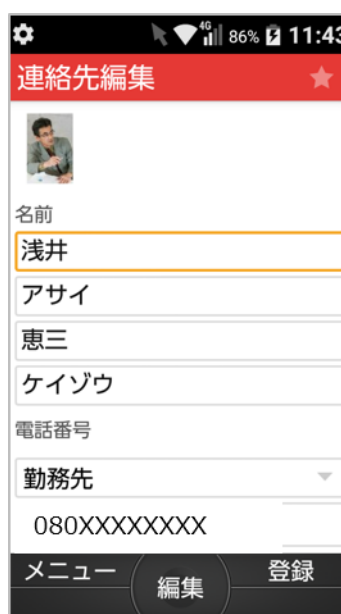 4G 86% 11:43
連絡先編集
名前
浅井
アサイ
恵三
ケイゾウ
電話番号
勤務先
080XXXXXXXX
メニュー 編集 登録